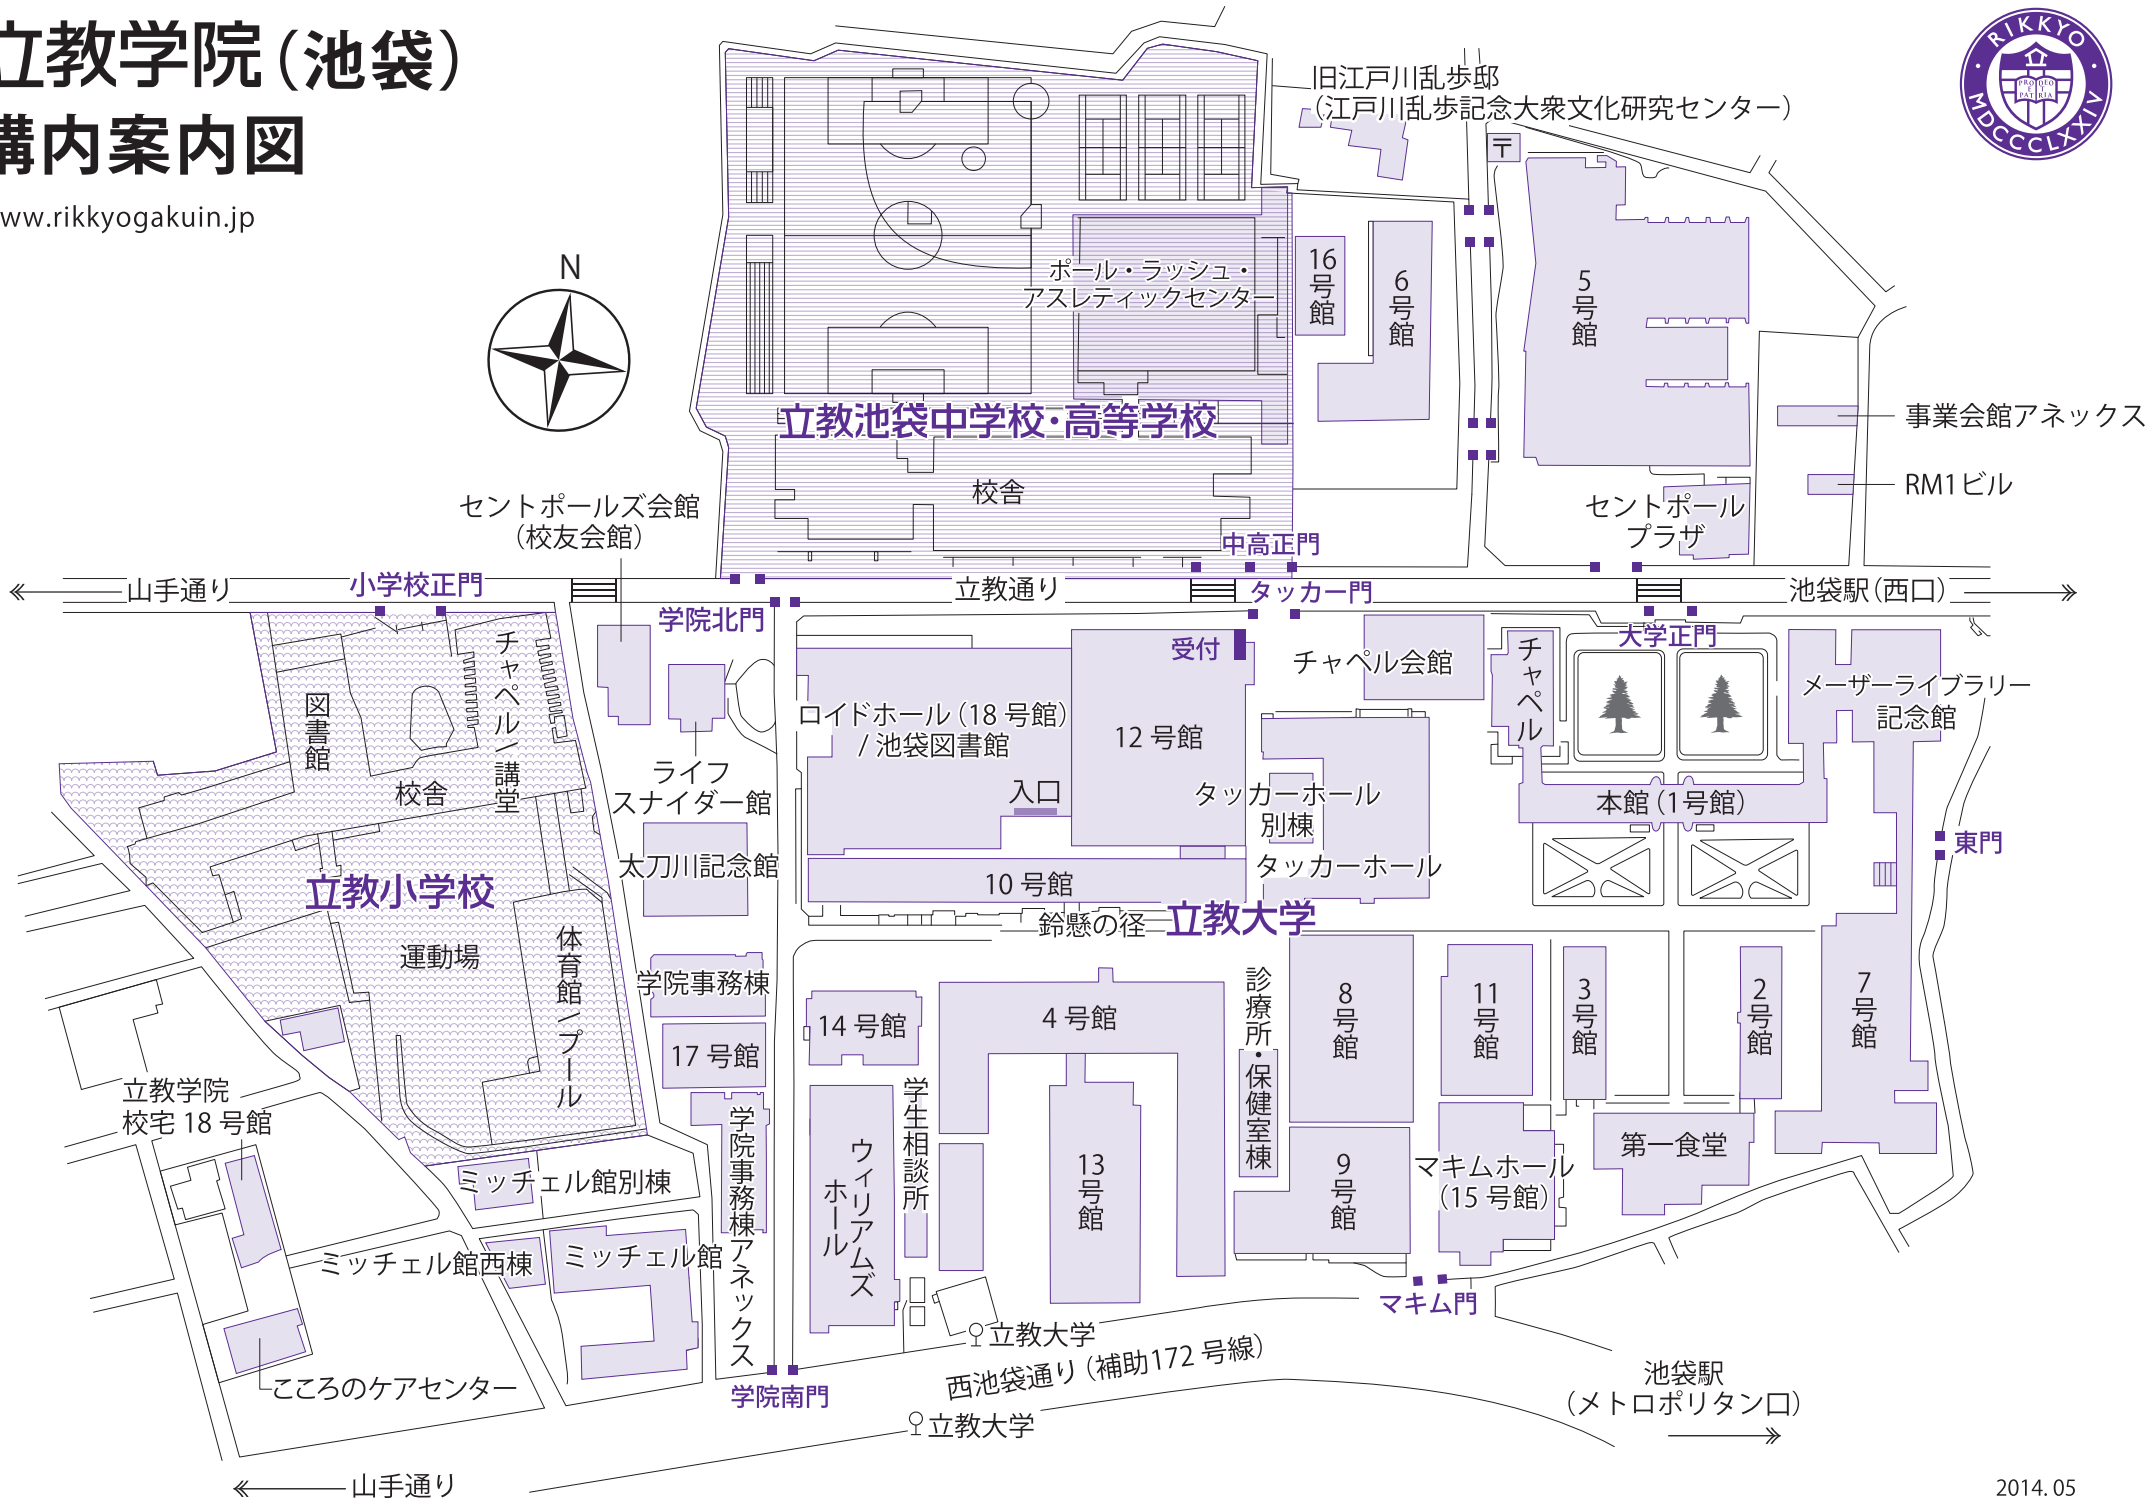 立教学院（池袋）
構内案内図
ww.rikkyogakuin.jp
RIKKYO
MDCCCLXXIV
PRO DEO
ET
PATRIA
N
旧江戸川乱歩邸
（江戸川乱歩記念大衆文化研究センター）
〒
ポール・ラッシュ・
アスレティックセンター
16号館
6号館
5号館
立教池袋中学校・高等学校
校舎
事業会館アネックス
RM1ビル
セントポール
プラザ
セントポールズ会館
（校友会館）
中高正門
山手通り
小学校正門
立教通り
タッカー門
池袋駅（西口）
学院北門
受付
チャペル会館
チャペル
大学正門
メーザーライブラリー
記念館
図書館
チャペル/講堂
校舎
ライフ
スナイダー館
ロイドホール（18号館）
/ 池袋図書館
入口
12号館
タッカーホール
別棟
タッカーホール
本館（1号館）
東門
太刀川記念館
10号館
立教小学校
運動場
体育館/プール
鈴懸の径
立教大学
学院事務棟
17号館
14号館
4号館
診療所・保健室棟
8号館
11号館
3号館
2号館
7号館
立教学院
校宅18号館
学院事務棟アネックス
ウィリアムズ
ホール
学生相談所
13号館
9号館
マキムホール
（15号館）
第一食堂
ミッチェル館別棟
ミッチェル館西棟
ミッチェル館
マキム門
こころのケアセンター
学院南門
立教大学
西池袋通り（補助172号線）
立教大学
池袋駅
（メトロポリタン口）
山手通り
2014. 05